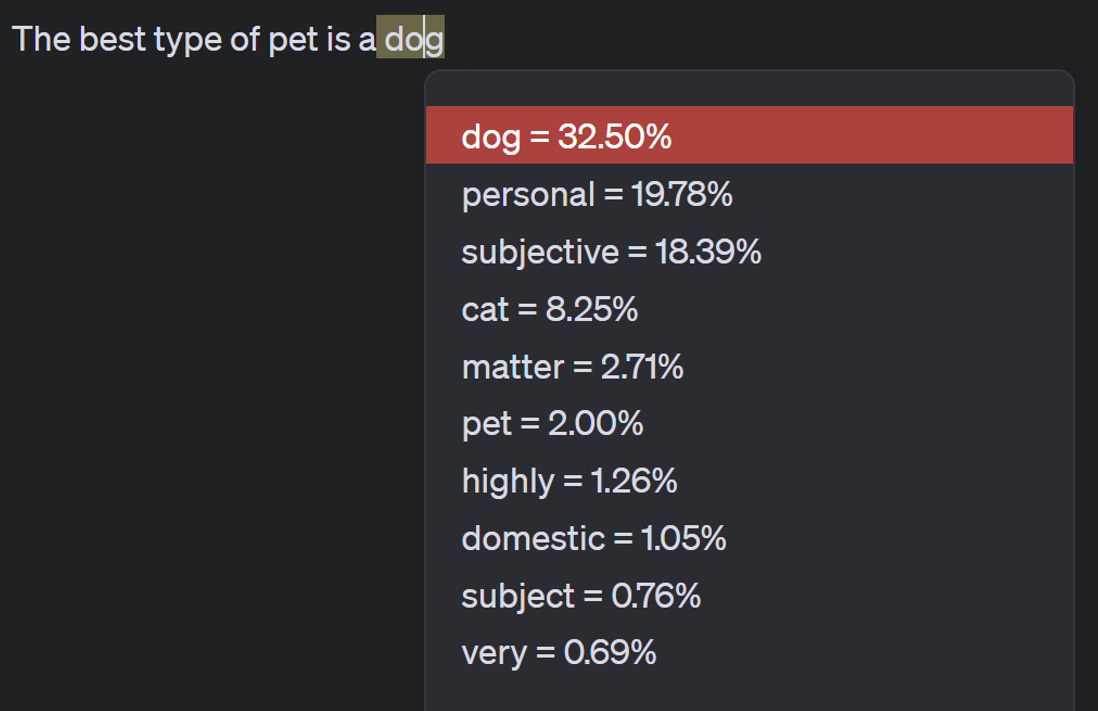 The best type of pet is a dog
dog = 32.50%
personal = 19.78%
subjective = 18.39%
cat = 8.25%
matter = 2.71%
pet = 2.00%
highly = 1.26%
domestic = 1.05%
subject = 0.76%
very = 0.69%